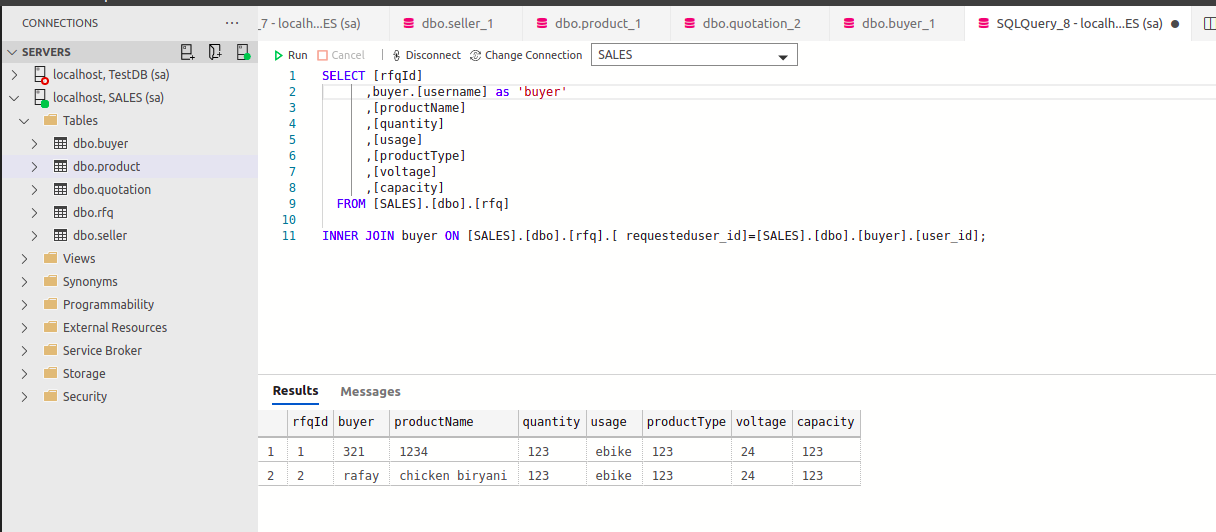 CONNECTIONS ...
_7 - localh...ES (sa) dbo.seller_1 dbo.product_1 dbo.quotation_2 dbo.buyer_1 SQLQuery_8 - localh...ES (sa)
SERVERS
localhost, TestDB (sa)
localhost, SALES (sa)
Tables
dbo.buyer
dbo.product
dbo.quotation
dbo.rfq
dbo.seller
Views
Synonyms
Programmability
External Resources
Service Broker
Storage
Security
Run Cancel Disconnect Change Connection SALES
1 SELECT [rfqId]
2 ,buyer.[username] as 'buyer'
3 ,[productName]
4 ,[quantity]
5 ,[usage]
6 ,[productType]
7 ,[voltage]
8 ,[capacity]
9 FROM [SALES].[dbo].[rfq]
10
11 INNER JOIN buyer ON [SALES].[dbo].[rfq].[ requesteduser_id]=[SALES].[dbo].[buyer].[user_id];
Results Messages
rfqId buyer productName quantity usage productType voltage capacity
1 1 321 1234 123 ebike 123 24 123
2 2 rafay chicken biryani 123 ebike 123 24 123